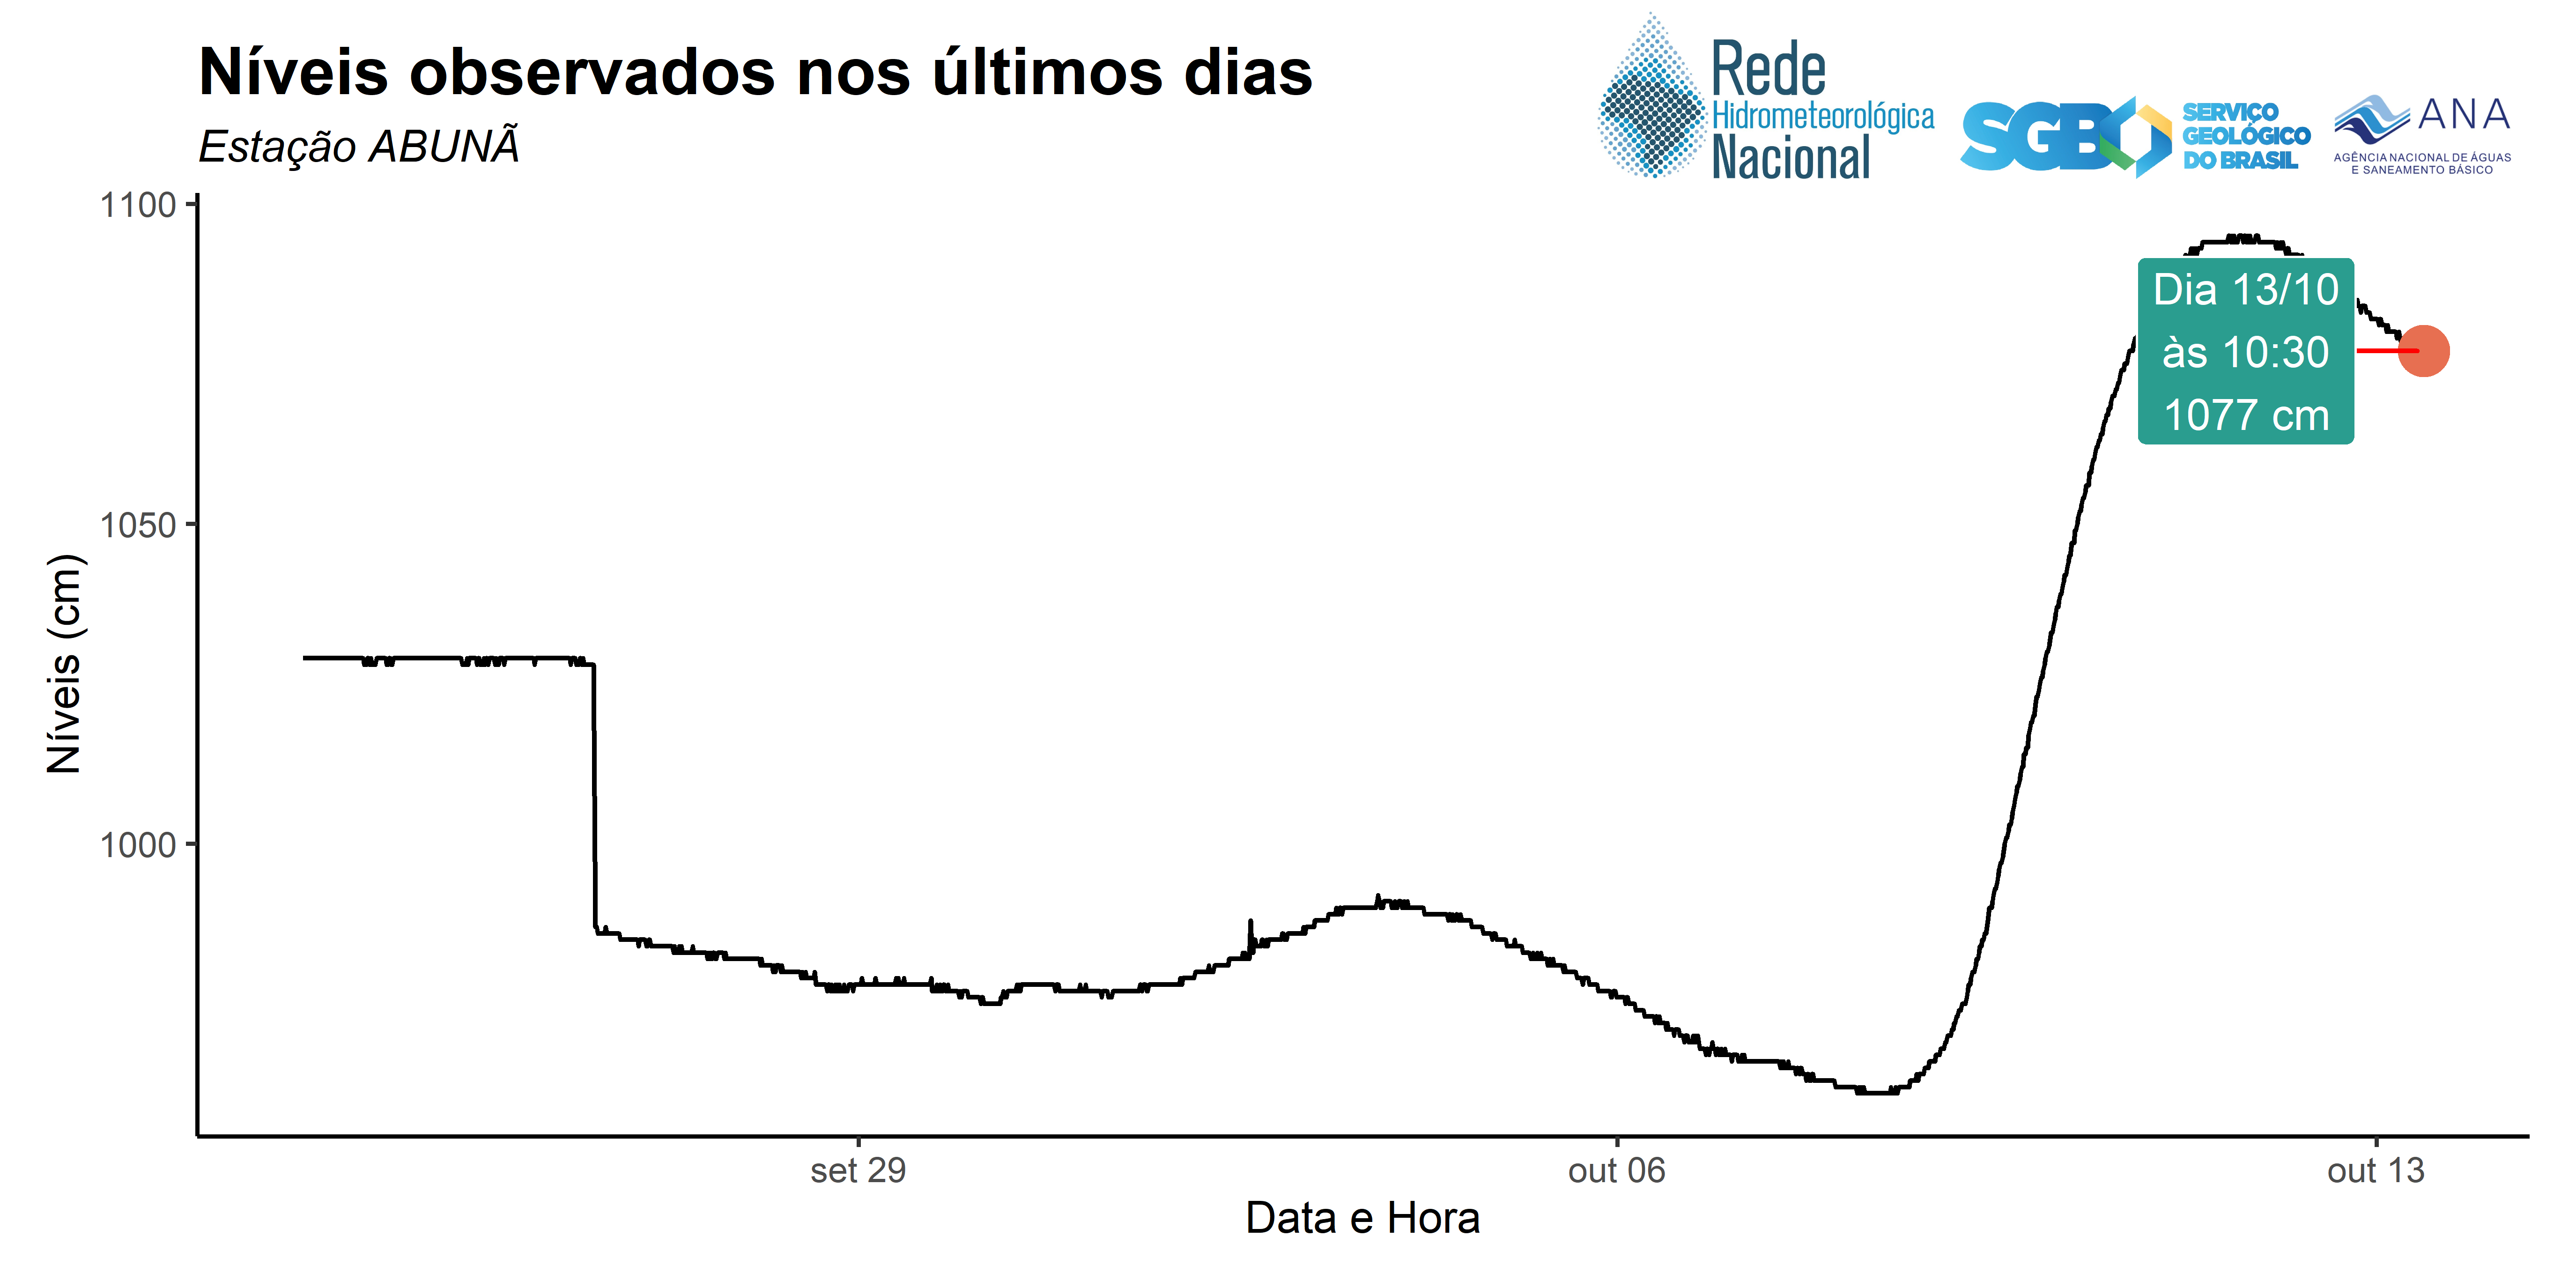 Níveis observados nos últimos dias
Estação ABUNÃ
Rede
Hidrometeorológica
Nacional
SGB
SERVIÇO
GEOLÓGICO
DO BRASIL
ANA
AGÊNCIA NACIONAL DE ÁGUAS
E SANEAMENTO BÁSICO
1100
1050
1000
Níveis (cm)
Dia 13/10
às 10:30
1077 cm
set 29
out 06
out 13
Data e Hora